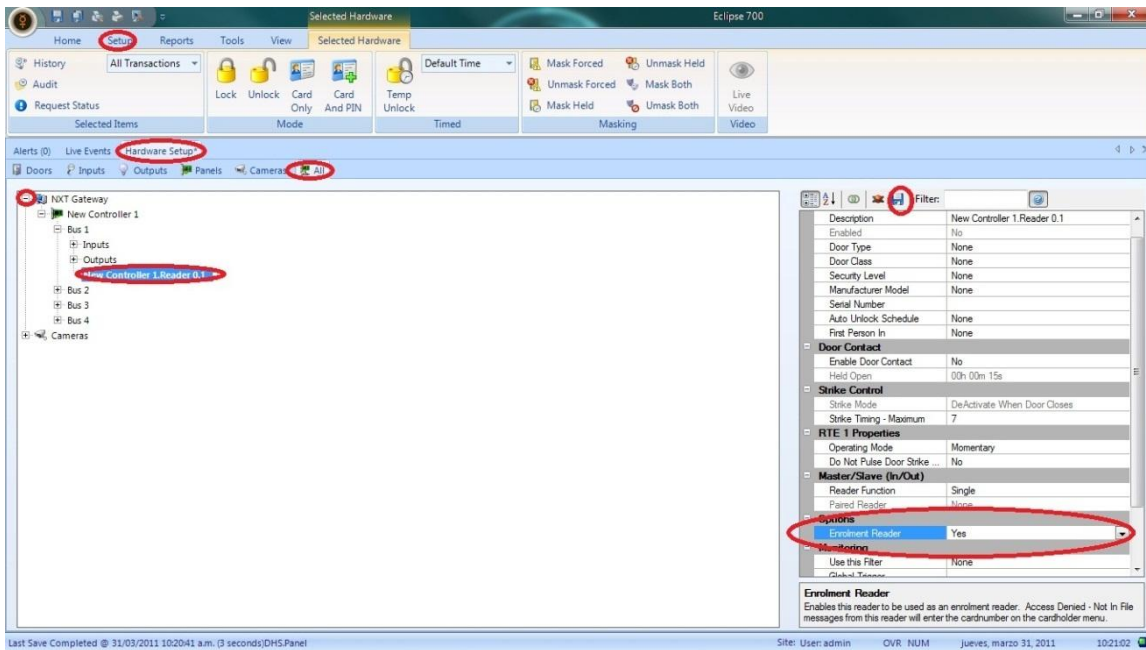 Selected Hardware Eclipse 700
Home Setup Reports Tools View Selected Hardware
History All Transactions
Audit
Request Status
Selected Items
Lock Unlock Card Only Card And PIN
Mode
Temp Unlock Default Time
Timed
Mask Forced Unmask Held
Unmask Forced Mask Both
Mask Held Umask Both
Masking
Live Video
Video
Alerts (0) Live Events Hardware Setup*
Doors Inputs Outputs Panels Cameras All
NXT Gateway
New Controller 1
Bus 1
Inputs
Outputs
New Controller 1.Reader 0.1
Bus 2
Bus 3
Bus 4
Cameras
Filter:
Description New Controller 1.Reader 0.1
Enabled No
Door Type None
Door Class None
Security Level None
Manufacturer Model None
Serial Number
Auto Unlock Schedule None
First Person In None
Door Contact
Enable Door Contact No
Held Open 00h 00m 15s
Strike Control
Strike Mode DeActivate When Door Closes
Strike Timing - Maximum 7
RTE 1 Properties
Operating Mode Momentary
Do Not Pulse Door Strike ... No
Master/Slave (In/Out)
Reader Function Single
Paired Reader None
Options
Enrolment Reader Yes
Monitoring
Use this Filter None
Global Trigger
Enrolment Reader
Enables this reader to be used as an enrolment reader. Access Denied - Not In File
messages from this reader will enter the cardnumber on the cardholder menu.
Last Save Completed @ 31/03/2011 10:20:41 a.m. (3 seconds)DHS.Panel Site: User: admin OVR NUM jueves, marzo 31, 2011 10:21:02